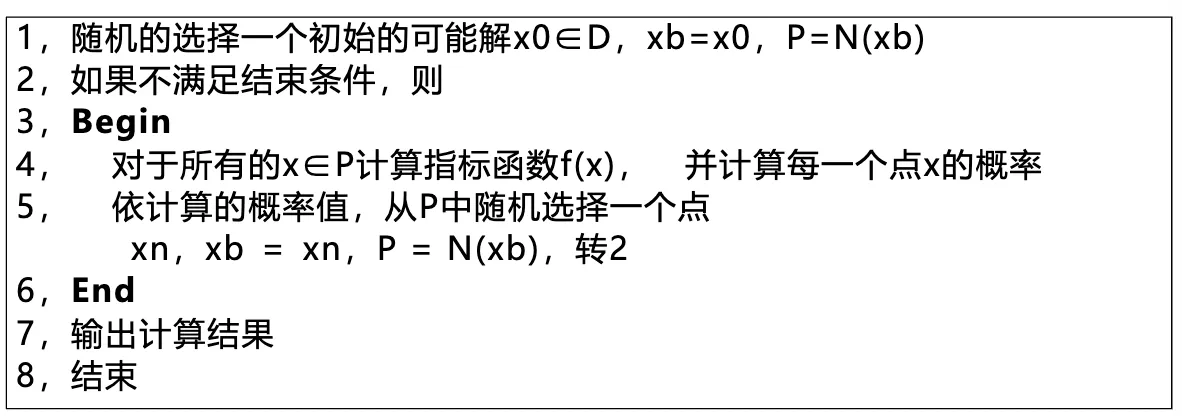 1，随机的选择一个初始的可能解x0∈D，xb=x0，P=N(xb)
2，如果不满足结束条件，则
3，Begin
4，　对于所有的x∈P计算指标函数f(x)，　并计算每一个点x的概率
5，　依计算的概率值，从P中随机选择一个点
xn，xb = xn，P = N(xb)，转2
6，End
7，输出计算结果
8，结束